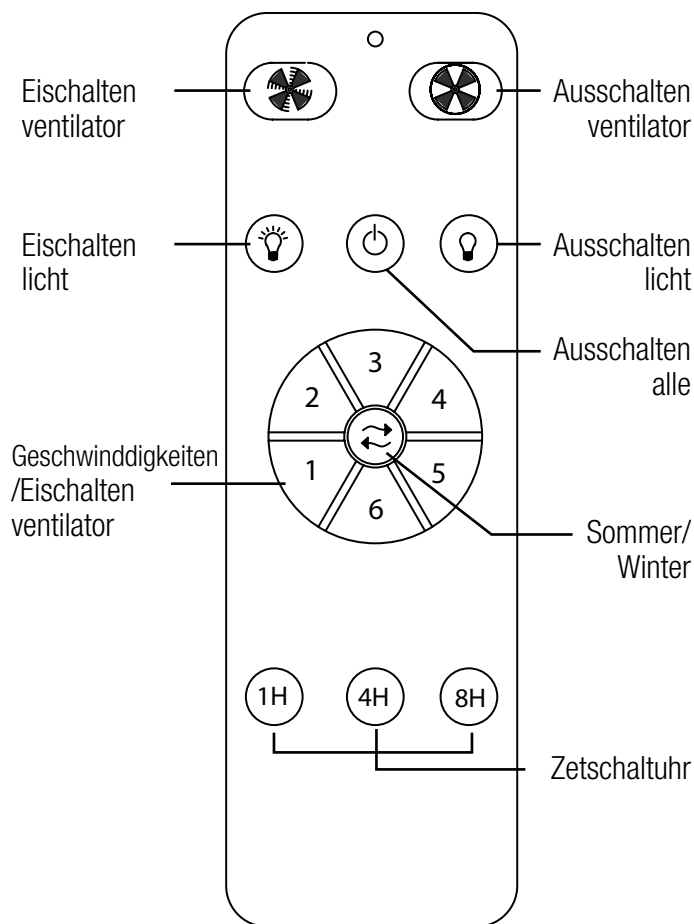 Eischalten
ventilator
Ausschalten
ventilator
Eischalten
licht
Ausschalten
licht
Ausschalten
alle
3
2
4
1
5
6
Geschwinddigkeiten
/Eischalten
ventilator
Sommer/
Winter
1H
4H
8H
Zetschaltuhr